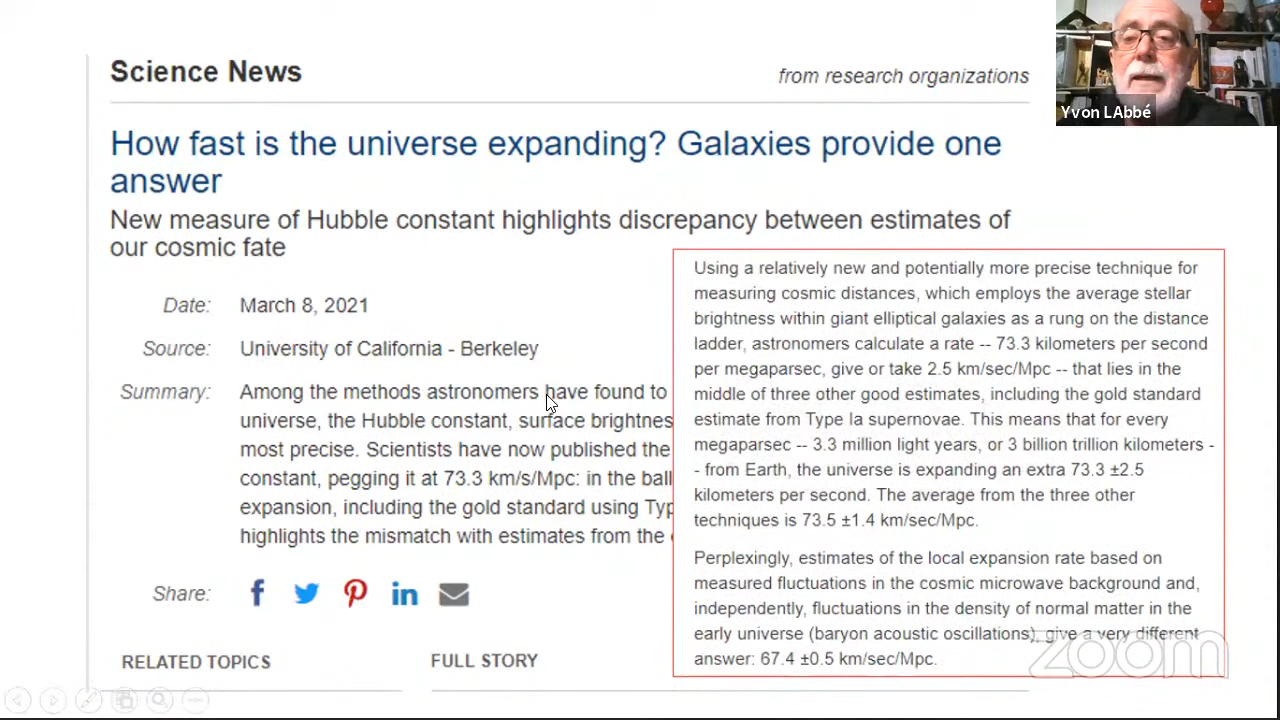 Science News
from research organizations
Yvon LAbbé
How fast is the universe expanding? Galaxies provide one
answer
New measure of Hubble constant highlights discrepancy between estimates of
our cosmic fate
Date: March 8, 2021
Source: University of California - Berkeley
Summary: Among the methods astronomers have found to
universe, the Hubble constant, surface brightnes
most precise. Scientists have now published the
constant, pegging it at 73.3 km/s/Mpc: in the ball
expansion, including the gold standard using Typ
highlights the mismatch with estimates from the
Share:
RELATED TOPICS
FULL STORY
Using a relatively new and potentially more precise technique for
measuring cosmic distances, which employs the average stellar
brightness within giant elliptical galaxies as a rung on the distance
ladder, astronomers calculate a rate -- 73.3 kilometers per second
per megaparsec, give or take 2.5 km/sec/Mpc -- that lies in the
middle of three other good estimates, including the gold standard
estimate from Type Ia supernovae. This means that for every
megaparsec -- 3.3 million light years, or 3 billion trillion kilometers -
- from Earth, the universe is expanding an extra 73.3 ±2.5
kilometers per second. The average from the three other
techniques is 73.5 ±1.4 km/sec/Mpc.
Perplexingly, estimates of the local expansion rate based on
measured fluctuations in the cosmic microwave background and,
independently, fluctuations in the density of normal matter in the
early universe (baryon acoustic oscillations), give a very different
answer: 67.4 ±0.5 km/sec/Mpc.
zoom